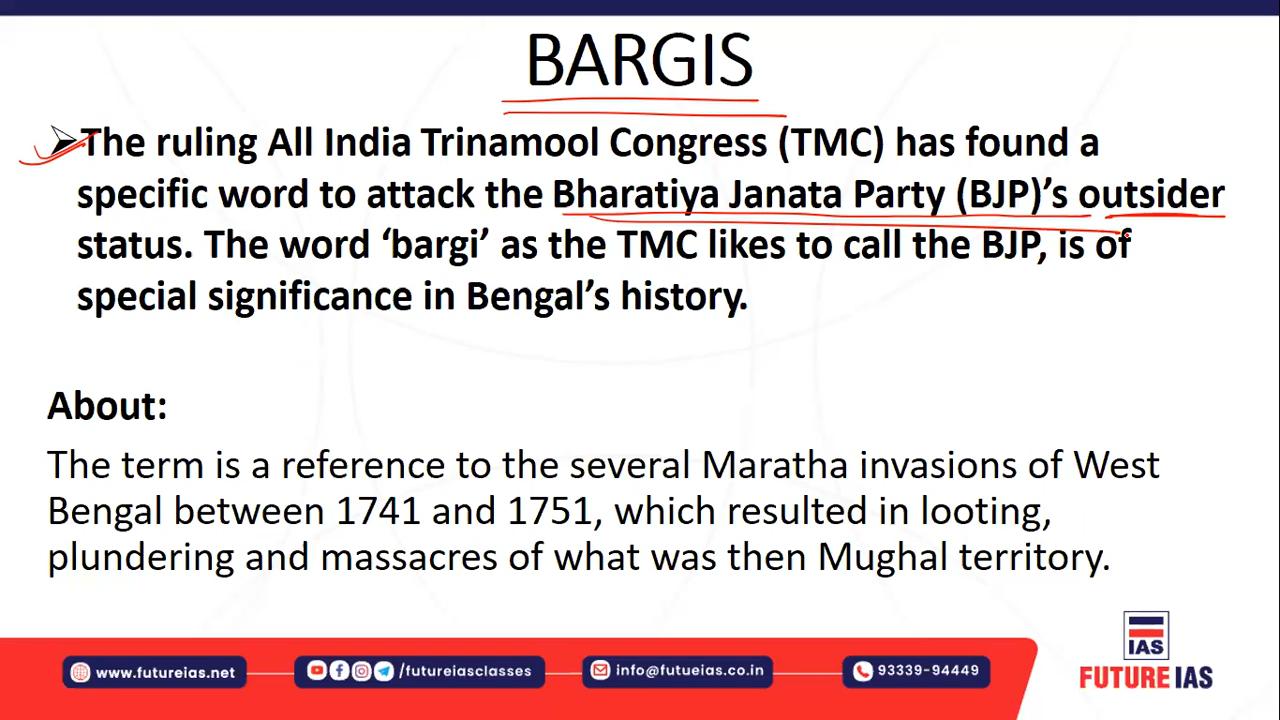 BARGIS
➢The ruling All India Trinamool Congress (TMC) has found a
specific word to attack the Bharatiya Janata Party (BJP)’s outsider
status. The word ‘bargi’ as the TMC likes to call the BJP, is of
special significance in Bengal’s history.
About:
The term is a reference to the several Maratha invasions of West
Bengal between 1741 and 1751, which resulted in looting,
plundering and massacres of what was then Mughal territory.
www.futureias.net
/futureiasclasses
info@futueias.co.in
93339-94449
IAS
FUTURE IAS